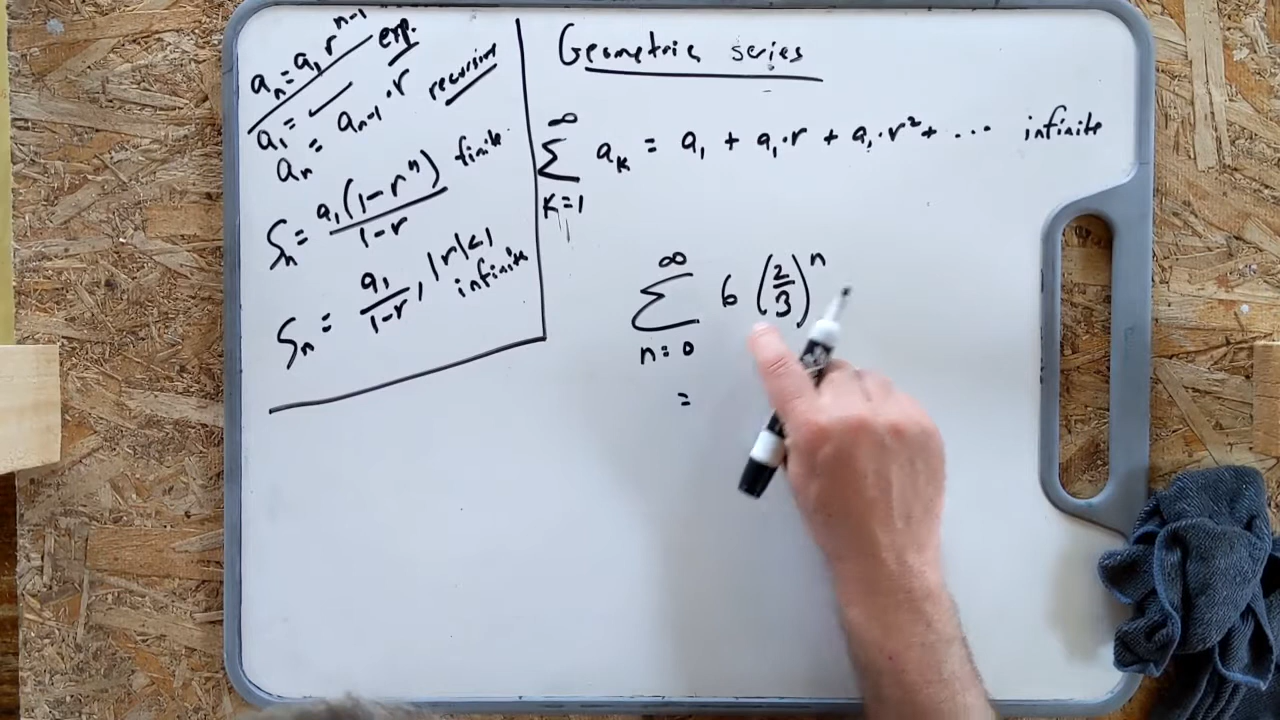 aₙ = a₁ r^(n-1) exp.
a₁ =
aₙ = aₙ₋₁ · r recursive
Sₙ = a₁(1 - rⁿ) / (1 - r) finite
Sₙ = a₁ / (1 - r), |r| < 1 infinite
Geometric series
∞
Σ aₖ = a₁ + a₁·r + a₁·r² + ... infinite
K=1
∞
Σ 6 (2/3)ⁿ
n=0
=